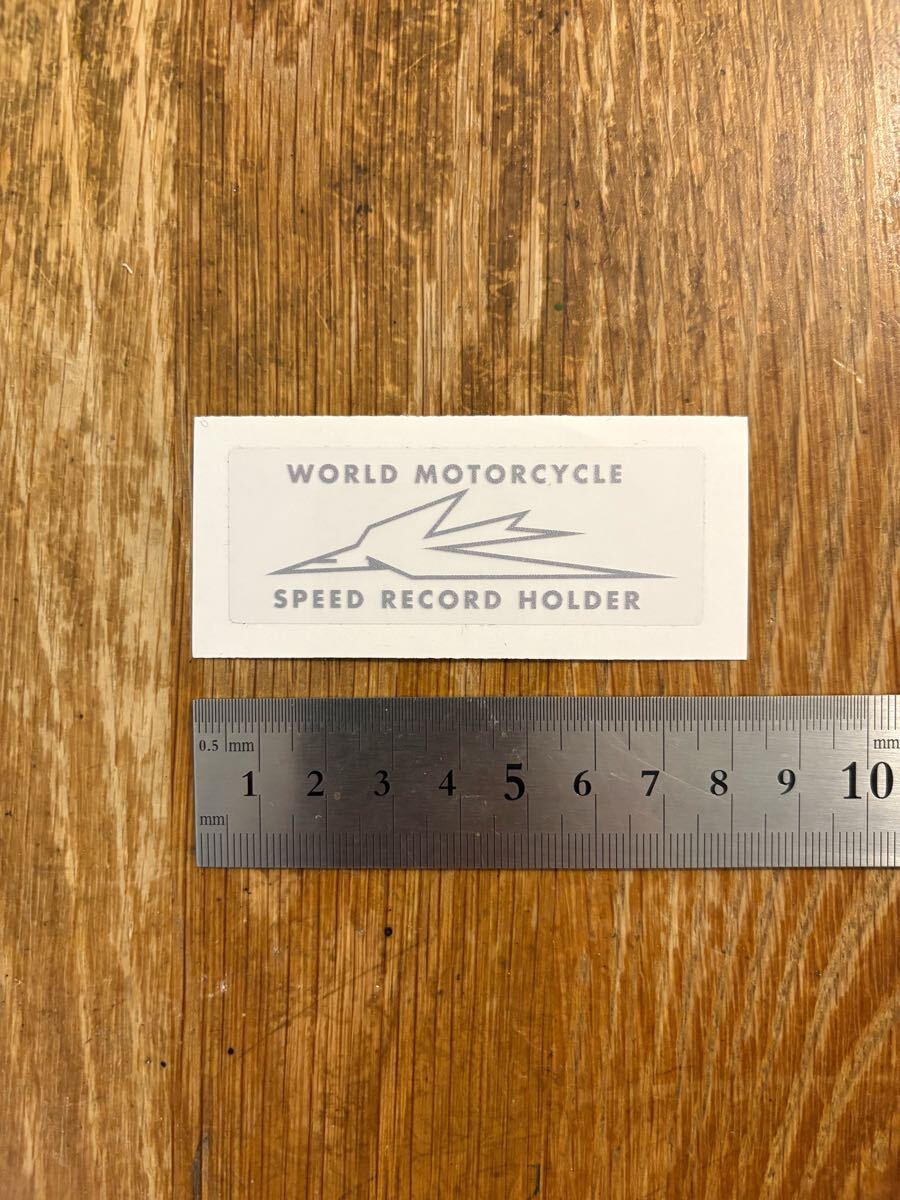 WORLD MOTORCYCLE
SPEED RECORD HOLDER
0.5 mm mm
1 2 3 4 5 6 7 8 9 10
mm